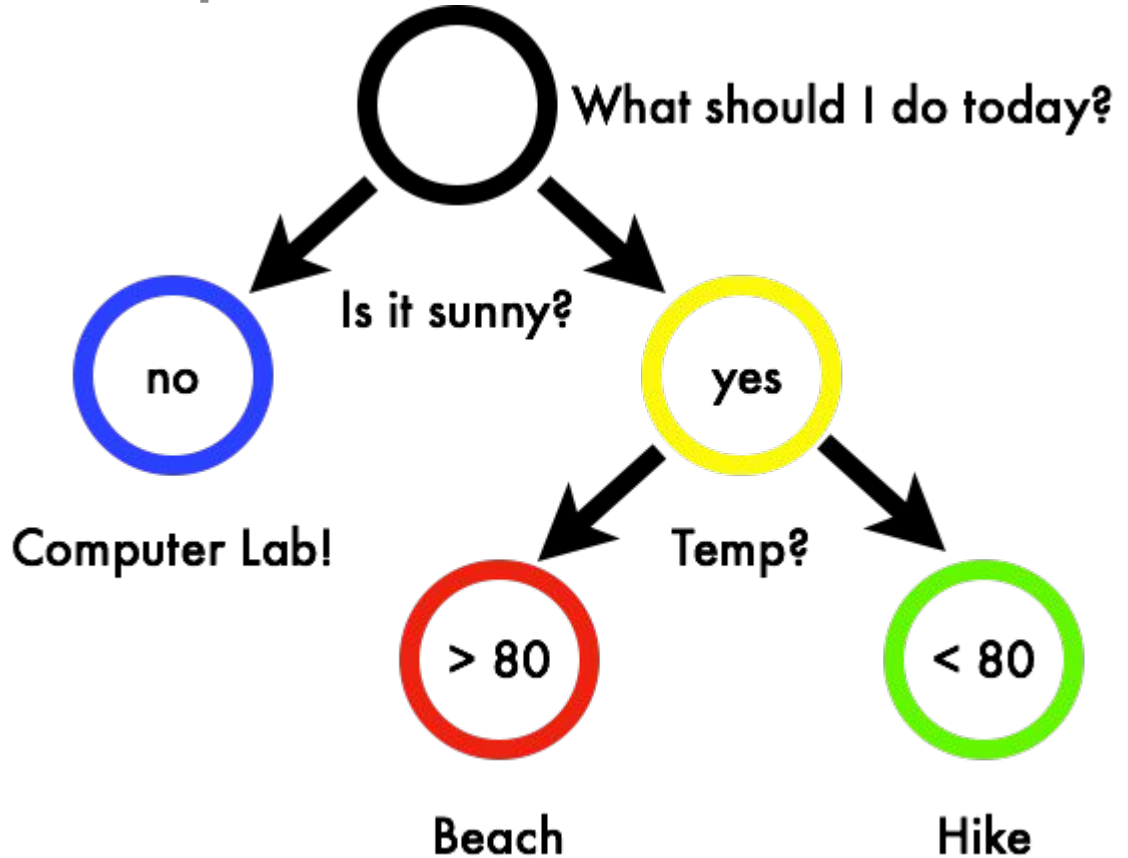 What should I do today?
Is it sunny?
no
yes
Computer Lab!
Temp?
> 80
< 80
Beach
Hike